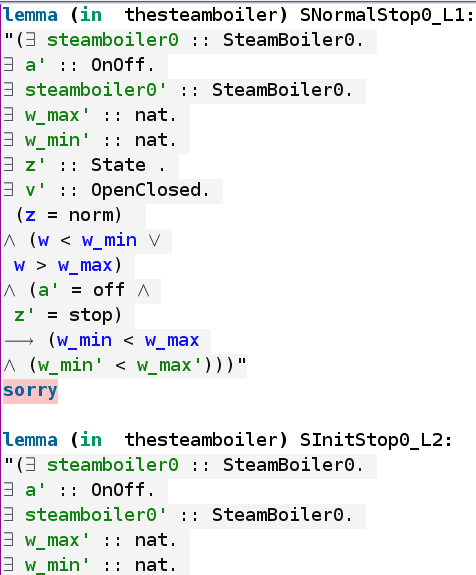 lemma (in thesteamboiler) SNormalStop0_L1:
"(∃ steamboiler0 :: SteamBoiler0.
∃ a' :: OnOff.
∃ steamboiler0' :: SteamBoiler0.
∃ w_max' :: nat.
∃ w_min' :: nat.
∃ z' :: State .
∃ v' :: OpenClosed.
(z = norm)
∧ (w < w_min ∨
w > w_max)
∧ (a' = off ∧
z' = stop)
⟶ (w_min < w_max
∧ (w_min' < w_max')))"
sorry
lemma (in thesteamboiler) SInitStop0_L2:
"(∃ steamboiler0 :: SteamBoiler0.
∃ a' :: OnOff.
∃ steamboiler0' :: SteamBoiler0.
∃ w_max' :: nat.
∃ w_min' :: nat.